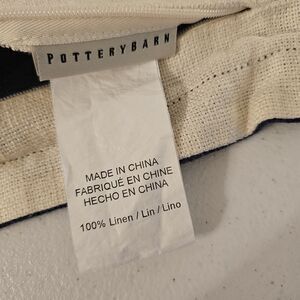 POTTERYBARN
MADE IN CHINA
FABRIQUÉ EN CHINE
HECHO EN CHINA
100% Linen / Lin / Lino